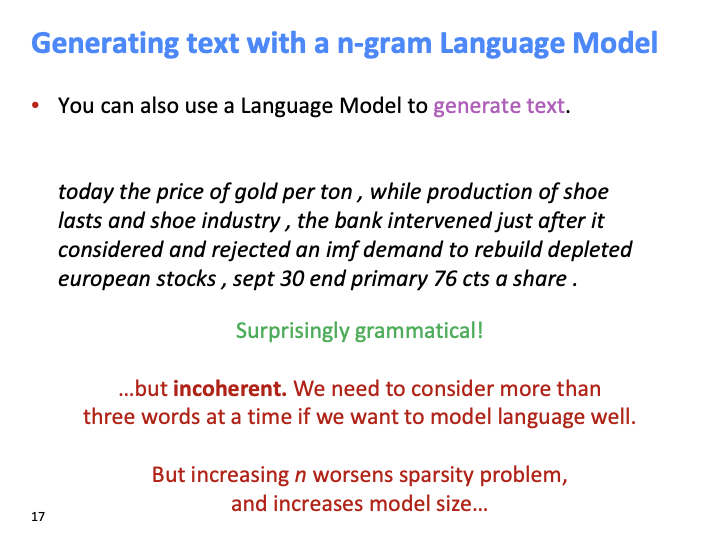 Generating text with a n-gram Language Model
• You can also use a Language Model to generate text.
today the price of gold per ton , while production of shoe
lasts and shoe industry , the bank intervened just after it
considered and rejected an imf demand to rebuild depleted
european stocks , sept 30 end primary 76 cts a share .
Surprisingly grammatical!
…but incoherent. We need to consider more than
three words at a time if we want to model language well.
But increasing n worsens sparsity problem,
and increases model size…
17